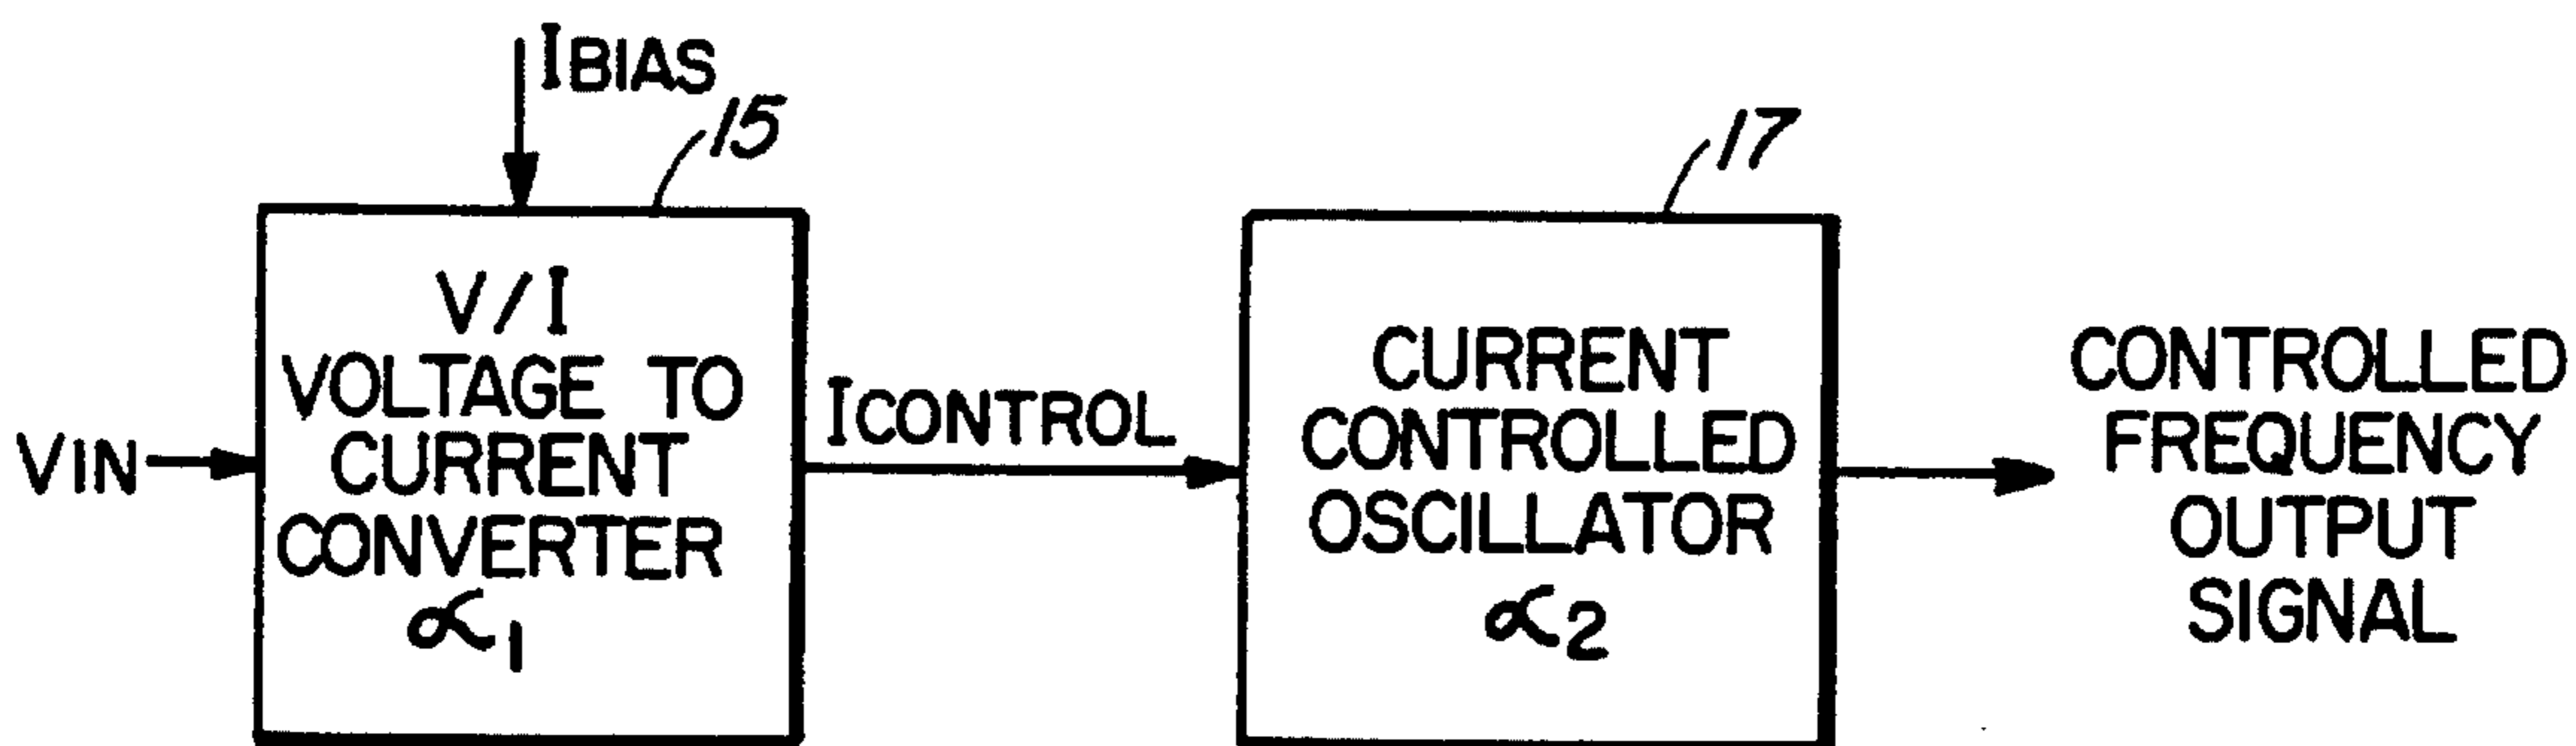 IBIAS
15
17
V/I
VOLTAGE TO
CURRENT
CONVERTER
α1
VIN
ICONTROL
CURRENT
CONTROLLED
OSCILLATOR
α2
CONTROLLED
FREQUENCY
OUTPUT
SIGNAL